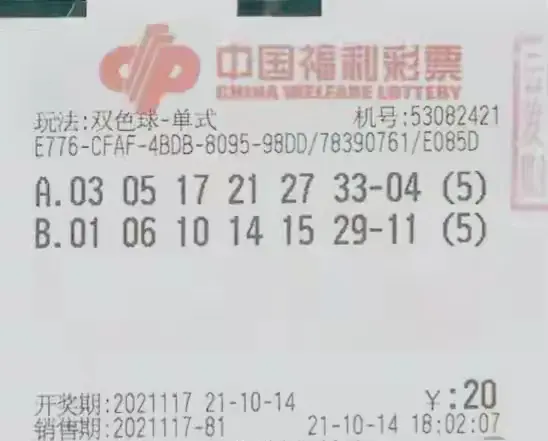 中国福利彩票
CHINA WELFARE LOTTERY
玩法:双色球-单式 机号:53082421
E776-CFAF-4BDB-8095-98DD/78390761/E085D
A.03 05 17 21 27 33-04 (5)
B.01 06 10 14 15 29-11 (5)
开奖期:2021117 21-10-14 ¥:20
销售期:2021117-81 21-10-14 18:02:07